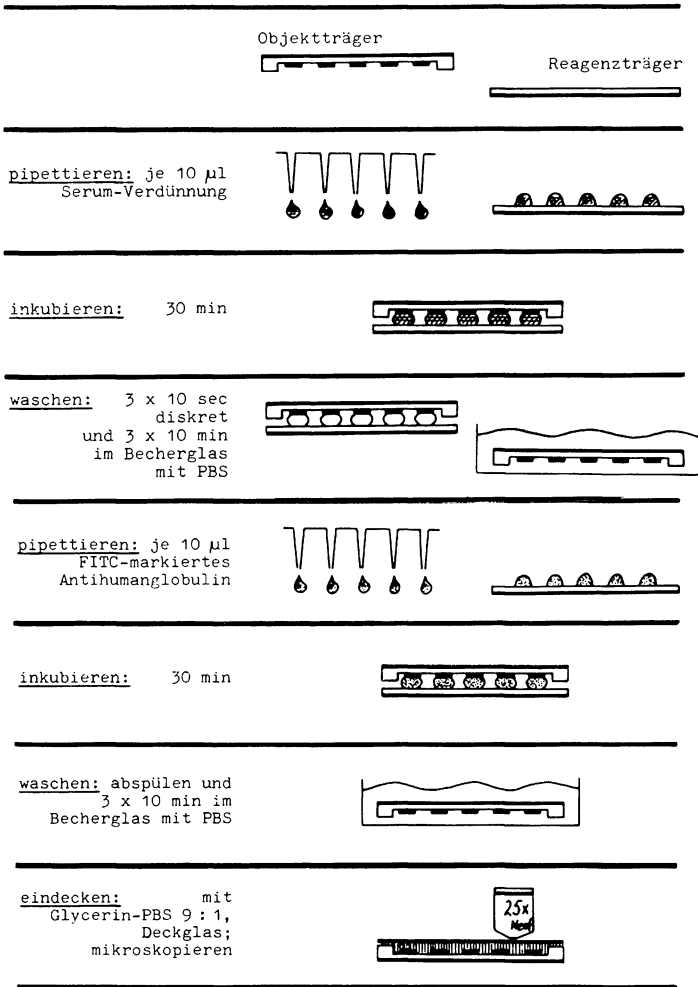 Objektträger
Reagenzträger
pipettieren: je 10 µl
Serum-Verdünnung
inkubieren: 30 min
waschen: 3 x 10 sec
diskret
und 3 x 10 min
im Becherglas
mit PBS
pipettieren: je 10 µl
FITC-markiertes
Antihumanglobulin
inkubieren: 30 min
waschen: abspülen und
3 x 10 min im
Becherglas mit PBS
eindecken: mit
Glycerin-PBS 9 : 1,
Deckglas;
mikroskopieren
25x